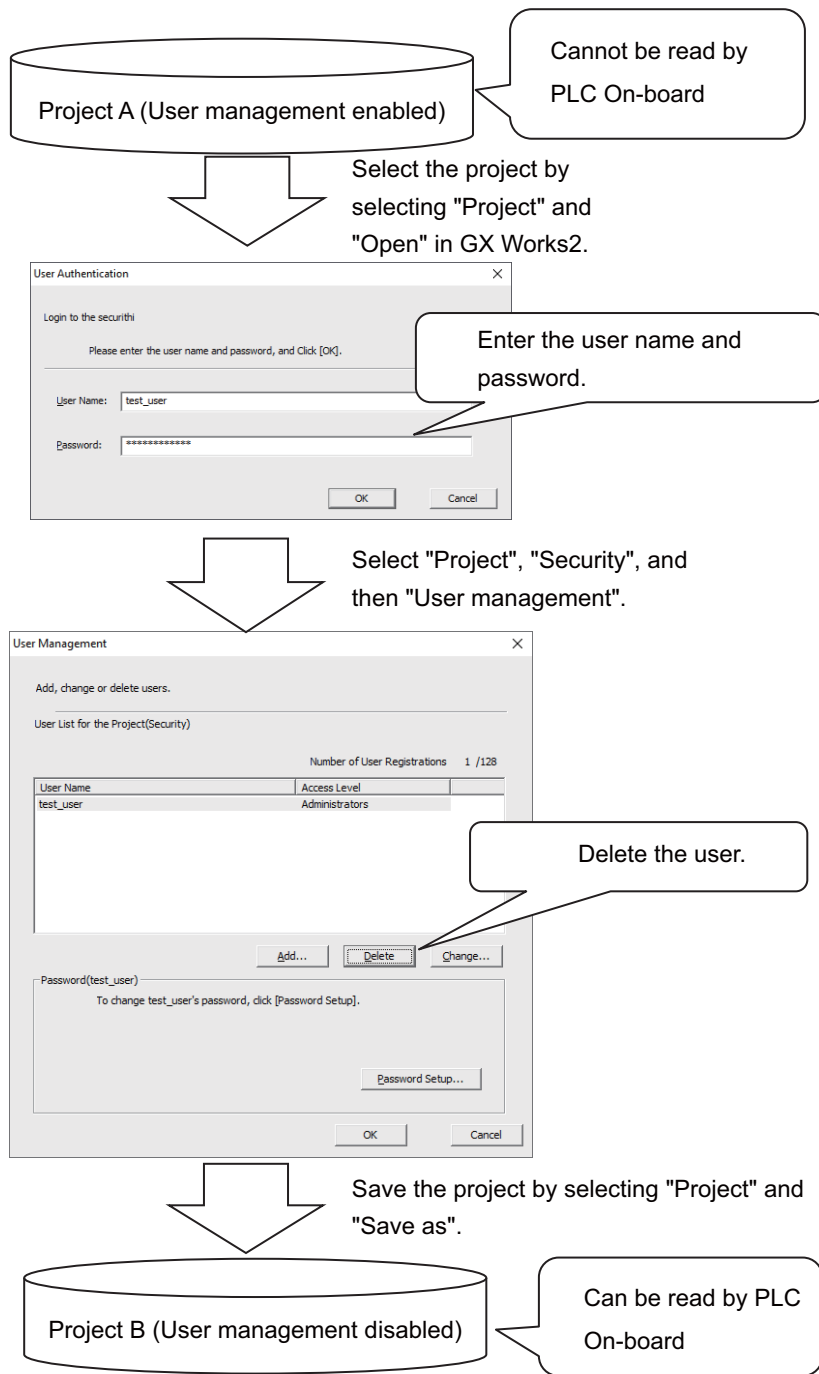 Cannot be read by
PLC On-board
Project A (User management enabled)
Select the project by
selecting "Project" and
"Open" in GX Works2.
User Authentication
Login to the securithi
Please enter the user name and password, and Click [OK].
Enter the user name and
password.
User Name: test_user
Password: ************
OK Cancel
Select "Project", "Security", and
then "User management".
User Management
Add, change or delete users.
User List for the Project(Security)
Number of User Registrations 1 /128
User Name Access Level
test_user Administrators
Delete the user.
Add... Delete Change...
Password(test_user)
To change test_user's password, click [Password Setup].
Password Setup...
OK Cancel
Save the project by selecting "Project" and
"Save as".
Project B (User management disabled)
Can be read by PLC
On-board